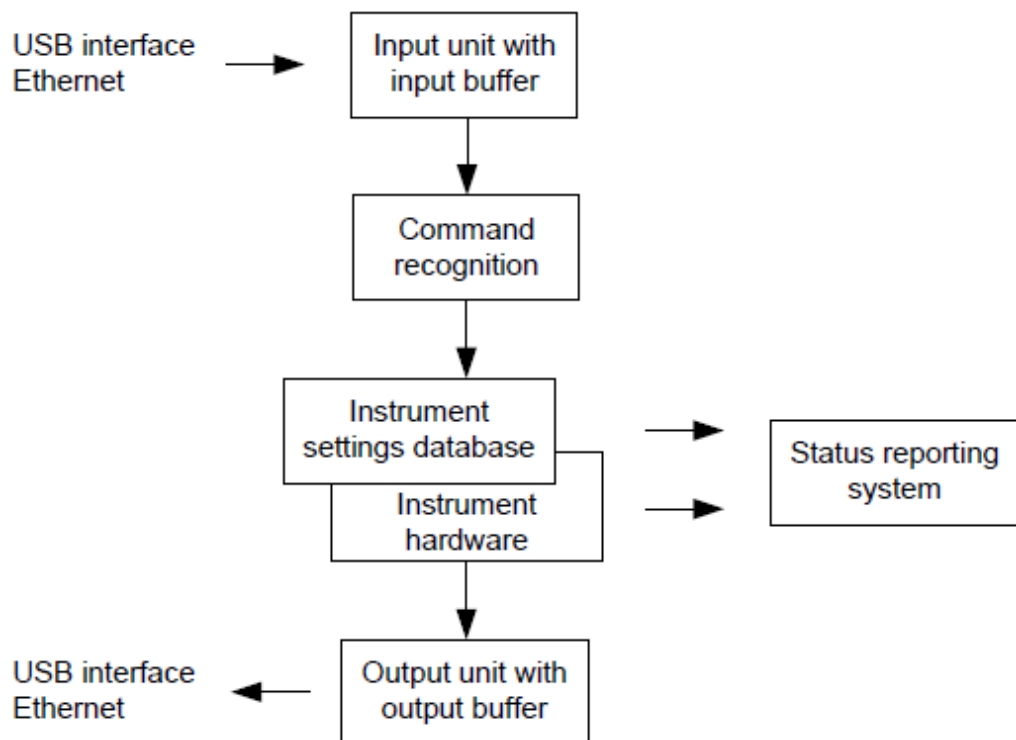 USB interface
Ethernet
Input unit with
input buffer
Command
recognition
Instrument
settings database
Instrument
hardware
Status reporting
system
USB interface
Ethernet
Output unit with
output buffer